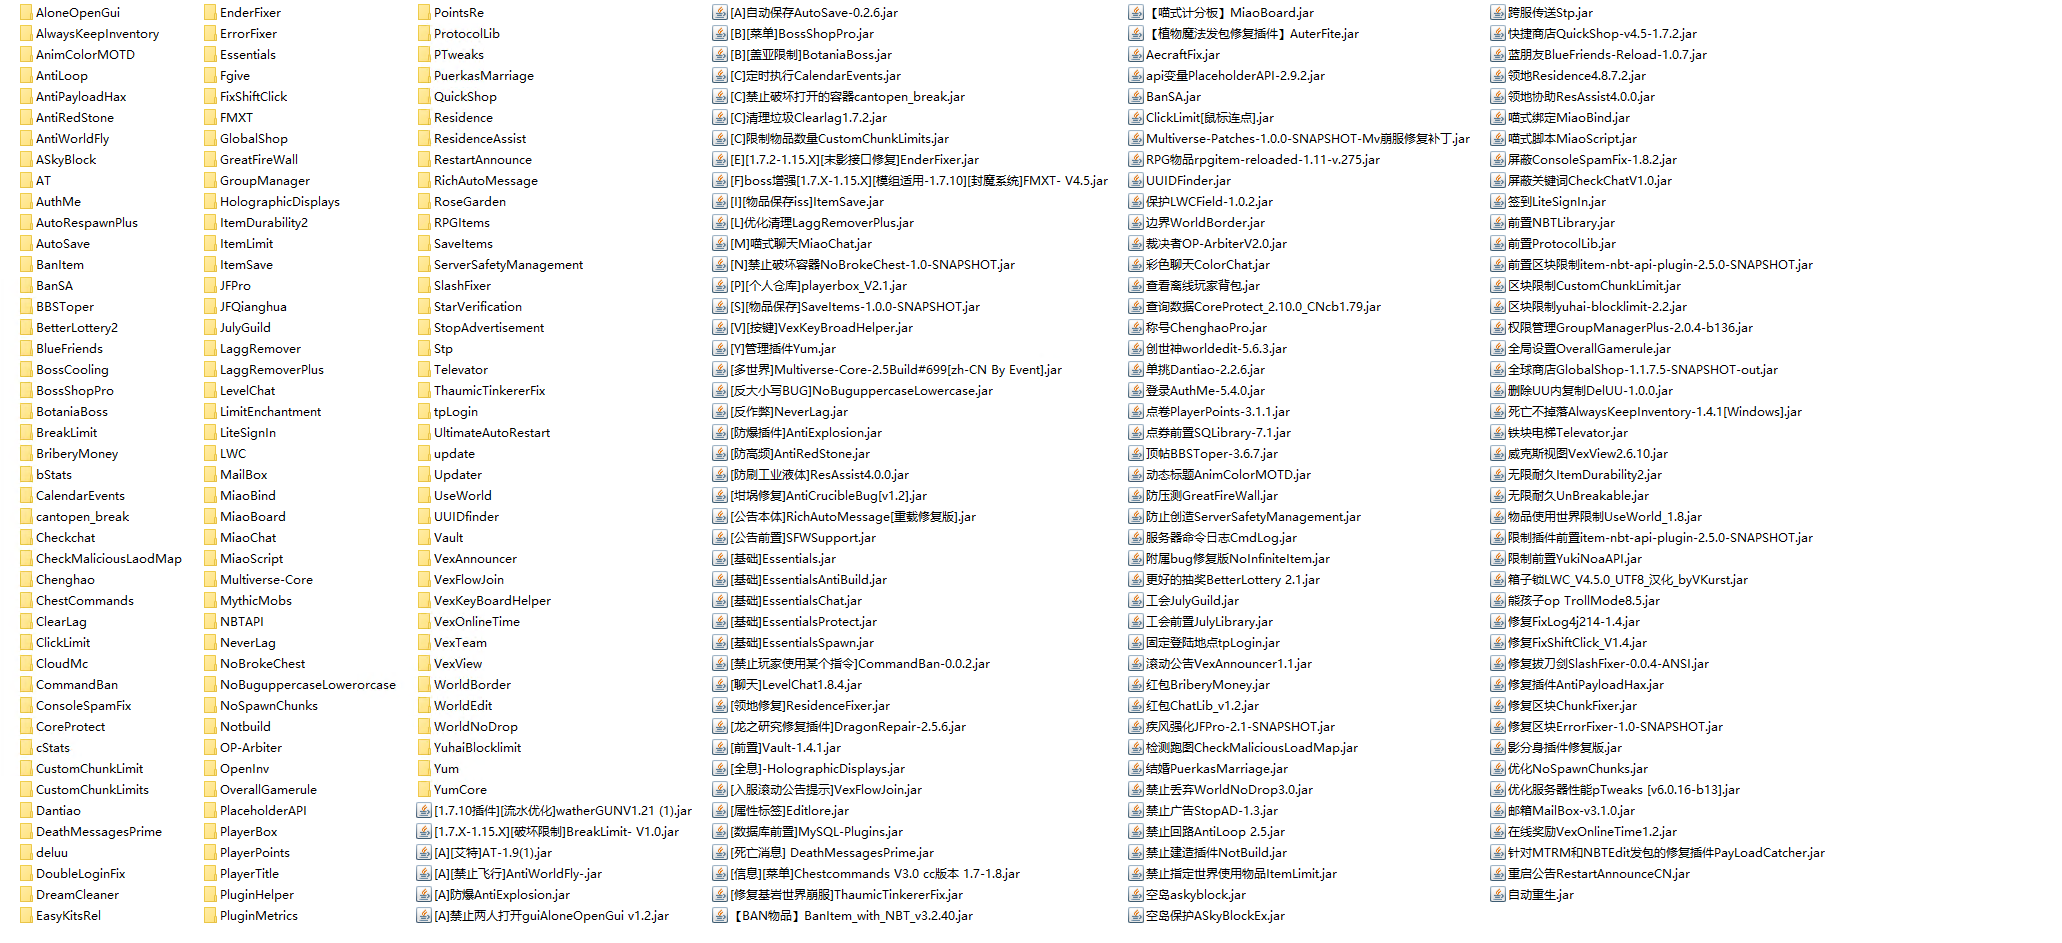 AloneOpenGui
AlwaysKeepInventory
AnimColorMOTD
AntiLoop
AntiPayloadHax
AntiRedStone
AntiWorldFly
ASkyBlock
AT
AuthMe
AutoRespawnPlus
AutoSave
BanItem
BanSA
BBSToper
BetterLottery2
BlueFriends
BossCooling
BossShopPro
BotaniaBoss
BreakLimit
BriberyMoney
bStats
CalendarEvents
cantopen_break
Checkchat
CheckMaliciousLaodMap
Chenghao
ChestCommands
ClearLag
ClickLimit
CloudMc
CommandBan
ConsoleSpamFix
CoreProtect
cStats
CustomChunkLimit
CustomChunkLimits
Dantiao
DeathMessagesPrime
deluu
DoubleLoginFix
DreamCleaner
EasyKitsRel
EnderFixer
ErrorFixer
Essentials
Fgive
FixShiftClick
FMXT
GlobalShop
GreatFireWall
GroupManager
HolographicDisplays
ItemDurability2
ItemLimit
ItemSave
JFPro
JFQianghua
JulyGuild
LaggRemover
LaggRemoverPlus
LevelChat
LimitEnchantment
LiteSignIn
LWC
MailBox
MiaoBind
MiaoBoard
MiaoChat
MiaoScript
Multiverse-Core
MythicMobs
NBTAPI
NeverLag
NoBrokeChest
NoBuguppercaseLowerorcase
NoSpawnChunks
Notbuild
OP-Arbiter
OpenInv
OverallGamerule
PlaceholderAPI
PlayerBox
PlayerPoints
PlayerTitle
PluginHelper
PluginMetrics
PointsRe
ProtocolLib
PTweaks
PuerkasMarriage
QuickShop
Residence
ResidenceAssist
RestartAnnounce
RichAutoMessage
RoseGarden
RPGItems
SaveItems
ServerSafetyManagement
SlashFixer
StarVerification
StopAdvertisement
Stp
Televator
ThaumicTinkererFix
tpLogin
UltimateAutoRestart
update
Updater
UseWorld
UUIDfinder
Vault
VexAnnouncer
VexFlowJoin
VexKeyBoardHelper
VexOnlineTime
VexTeam
VexView
WorldBorder
WorldEdit
WorldNoDrop
YuhaiBlocklimit
Yum
YumCore
[1.7.10插件][流水优化]watherGUNV1.21 (1).jar
[1.7.X-1.15.X][破坏限制]BreakLimit- V1.0.jar
[A][艾特]AT-1.9(1).jar
[A][禁止飞行]AntiWorldFly-.jar
[A]防爆AntiExplosion.jar
[A]禁止两人打开guiAloneOpenGui v1.2.jar
[A]自动保存AutoSave-0.2.6.jar
[B][菜单]BossShopPro.jar
[B][盖亚限制]BotaniaBoss.jar
[C]定时执行CalendarEvents.jar
[C]禁止破坏打开的容器cantopen_break.jar
[C]清理垃圾Clearlag1.7.2.jar
[C]限制物品数量CustomChunkLimits.jar
[E][1.7.2-1.15.X][末影接口修复]EnderFixer.jar
[F]boss增强[1.7.X-1.15.X][模组适用-1.7.10][封魔系统]FMXT- V4.5.jar
[I][物品保存iss]ItemSave.jar
[L]优化清理LaggRemoverPlus.jar
[M]喵式聊天MiaoChat.jar
[N]禁止破坏容器NoBrokeChest-1.0-SNAPSHOT.jar
[P][个人仓库]playerbox_V2.1.jar
[S][物品保存]SaveItems-1.0.0-SNAPSHOT.jar
[V][按键]VexKeyBroadHelper.jar
[Y]管理插件Yum.jar
[多世界]Multiverse-Core-2.5Build#699[zh-CN By Event].jar
[反大小写BUG]NoBuguppercaseLowercase.jar
[反作弊]NeverLag.jar
[防爆插件]AntiExplosion.jar
[防高频]AntiRedStone.jar
[防刷工业液体]ResAssist4.0.0.jar
[坩埚修复]AntiCrucibleBug[v1.2].jar
[公告本体]RichAutoMessage[重载修复版].jar
[公告前置]SFWSupport.jar
[基础]Essentials.jar
[基础]EssentialsAntiBuild.jar
[基础]EssentialsChat.jar
[基础]EssentialsProtect.jar
[基础]EssentialsSpawn.jar
[禁止玩家使用某个指令]CommandBan-0.0.2.jar
[聊天]LevelChat1.8.4.jar
[领地修复]ResidenceFixer.jar
[龙之研究修复插件]DragonRepair-2.5.6.jar
[前置]Vault-1.4.1.jar
[全息]-HolographicDisplays.jar
[入服滚动公告提示]VexFlowJoin.jar
[属性标签]Editlore.jar
[数据库前置]MySQL-Plugins.jar
[死亡消息] DeathMessagesPrime.jar
[信息][菜单]Chestcommands V3.0 cc版本 1.7-1.8.jar
[修复基岩世界崩服]ThaumicTinkererFix.jar
【BAN物品】BanItem_with_NBT_v3.2.40.jar
【喵式计分板】MiaoBoard.jar
【植物魔法发包修复插件】AuterFite.jar
AecraftFix.jar
api变量PlaceholderAPI-2.9.2.jar
BanSA.jar
ClickLimit[鼠标连点].jar
Multiverse-Patches-1.0.0-SNAPSHOT-Mv崩服修复补丁.jar
RPG物品rpgitem-reloaded-1.11-v.275.jar
UUIDFinder.jar
保护LWCField-1.0.2.jar
边界WorldBorder.jar
裁决者OP-ArbiterV2.0.jar
彩色聊天ColorChat.jar
查看离线玩家背包.jar
查询数据CoreProtect_2.10.0_CNcb1.79.jar
称号ChenghaoPro.jar
创世神worldedit-5.6.3.jar
单挑Dantiao-2.2.6.jar
登录AuthMe-5.4.0.jar
点卷PlayerPoints-3.1.1.jar
点券前置SQLibrary-7.1.jar
顶帖BBSToper-3.6.7.jar
动态标题AnimColorMOTD.jar
防压测GreatFireWall.jar
防止创造ServerSafetyManagement.jar
服务器命令日志CmdLog.jar
附属bug修复版NoInfiniteItem.jar
更好的抽奖BetterLottery 2.1.jar
工会JulyGuild.jar
工会前置JulyLibrary.jar
固定登陆地点tpLogin.jar
滚动公告VexAnnouncer1.1.jar
红包BriberyMoney.jar
红包ChatLib_v1.2.jar
疾风强化JFPro-2.1-SNAPSHOT.jar
检测跑图CheckMaliciousLoadMap.jar
结婚PuerkasMarriage.jar
禁止丢弃WorldNoDrop3.0.jar
禁止广告StopAD-1.3.jar
禁止回路AntiLoop 2.5.jar
禁止建造插件NotBuild.jar
禁止指定世界使用物品ItemLimit.jar
空岛askyblock.jar
空岛保护ASkyBlockEx.jar
跨服传送Stp.jar
快捷商店QuickShop-v4.5-1.7.2.jar
蓝朋友BlueFriends-Reload-1.0.7.jar
领地Residence4.8.7.2.jar
领地协助ResAssist4.0.0.jar
喵式绑定MiaoBind.jar
喵式脚本MiaoScript.jar
屏蔽ConsoleSpamFix-1.8.2.jar
屏蔽关键词CheckChatV1.0.jar
签到LiteSignIn.jar
前置NBTLibrary.jar
前置ProtocolLib.jar
前置区块限制item-nbt-api-plugin-2.5.0-SNAPSHOT.jar
区块限制CustomChunkLimit.jar
区块限制yuhai-blocklimit-2.2.jar
权限管理GroupManagerPlus-2.0.4-b136.jar
全局设置OverallGamerule.jar
全球商店GlobalShop-1.1.7.5-SNAPSHOT-out.jar
删除UU内复制DelUU-1.0.0.jar
死亡不掉落AlwaysKeepInventory-1.4.1[Windows].jar
铁块电梯Televator.jar
威克斯视图VexView2.6.10.jar
无限耐久ItemDurability2.jar
无限耐久UnBreakable.jar
物品使用世界限制UseWorld_1.8.jar
限制插件前置item-nbt-api-plugin-2.5.0-SNAPSHOT.jar
限制前置YukiNoaAPI.jar
箱子锁LWC_V4.5.0_UTF8_汉化_byVKurst.jar
熊孩子op TrollMode8.5.jar
修复FixLog4j214-1.4.jar
修复FixShiftClick_V1.4.jar
修复拔刀剑SlashFixer-0.0.4-ANSI.jar
修复插件AntiPayloadHax.jar
修复区块ChunkFixer.jar
修复区块ErrorFixer-1.0-SNAPSHOT.jar
影分身插件修复版.jar
优化NoSpawnChunks.jar
优化服务器性能pTweaks [v6.0.16-b13].jar
邮箱MailBox-v3.1.0.jar
在线奖励VexOnlineTime1.2.jar
针对MTRM和NBTEdit发包的修复插件PayLoadCatcher.jar
重启公告RestartAnnounceCN.jar
自动重生.jar